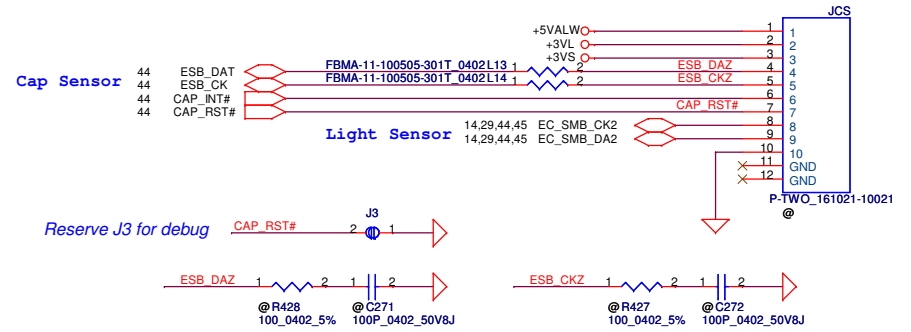 JCS
+5VALW 1 1
+3VL 2 2
+3VS 3 3
Cap Sensor 44 ESB_DAT FBMA-11-100505-301T_0402 L13 1 2 ESB_DAZ 4 4
44 ESB_CK FBMA-11-100505-301T_0402 L14 1 2 ESB_CKZ 5 5
44 CAP_INT# 6 6
44 CAP_RST# CAP_RST# 7 7
Light Sensor 14,29,44,45 EC_SMB_CK2 8 8
14,29,44,45 EC_SMB_DA2 9 9
10 10
11 GND
12 GND
P-TWO_161021-10021
@
Reserve J3 for debug CAP_RST# 2 J3 1
ESB_DAZ 1 2 1 2
@ R428 @ C271
100_0402_5% 100P_0402_50V8J
ESB_CKZ 1 2 1 2
@ R427 @ C272
100_0402_5% 100P_0402_50V8J